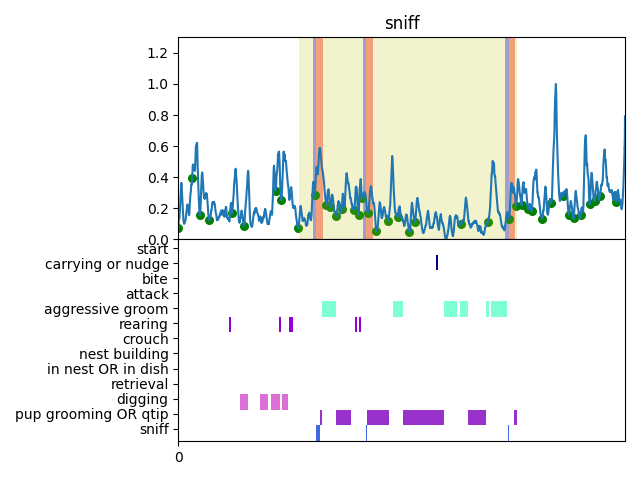 sniff
1.2
1.0
0.8
0.6
0.4
0.2
0.0
start
carrying or nudge
bite
attack
aggressive groom
rearing
crouch
nest building
in nest OR in dish
retrieval
digging
pup grooming OR qtip
sniff
0